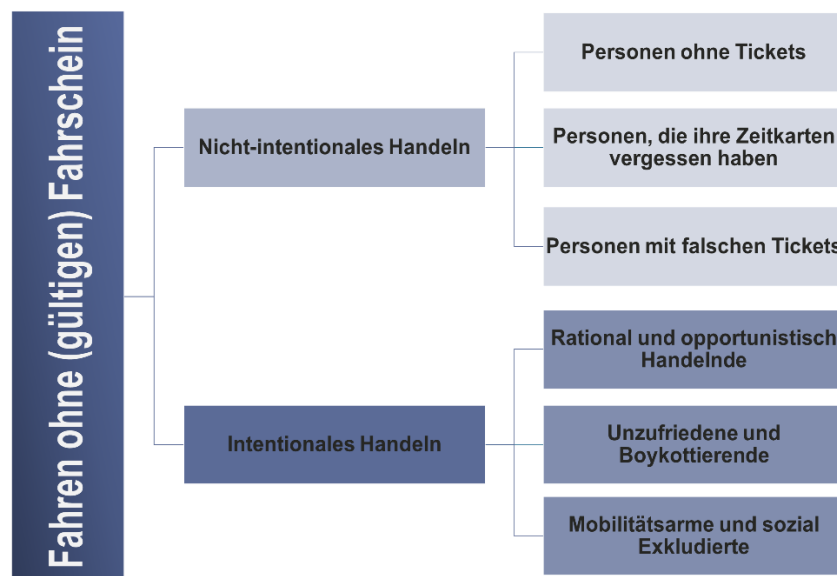 Fahren ohne (gültigen) Fahrschein
Nicht-intentionales Handeln
Personen ohne Tickets
Personen, die ihre Zeitkarten
vergessen haben
Personen mit falschen Tickets
Intentionales Handeln
Rational und opportunistisch
Handelnde
Unzufriedene und
Boykottierende
Mobilitätsarme und sozial
Exkludierte